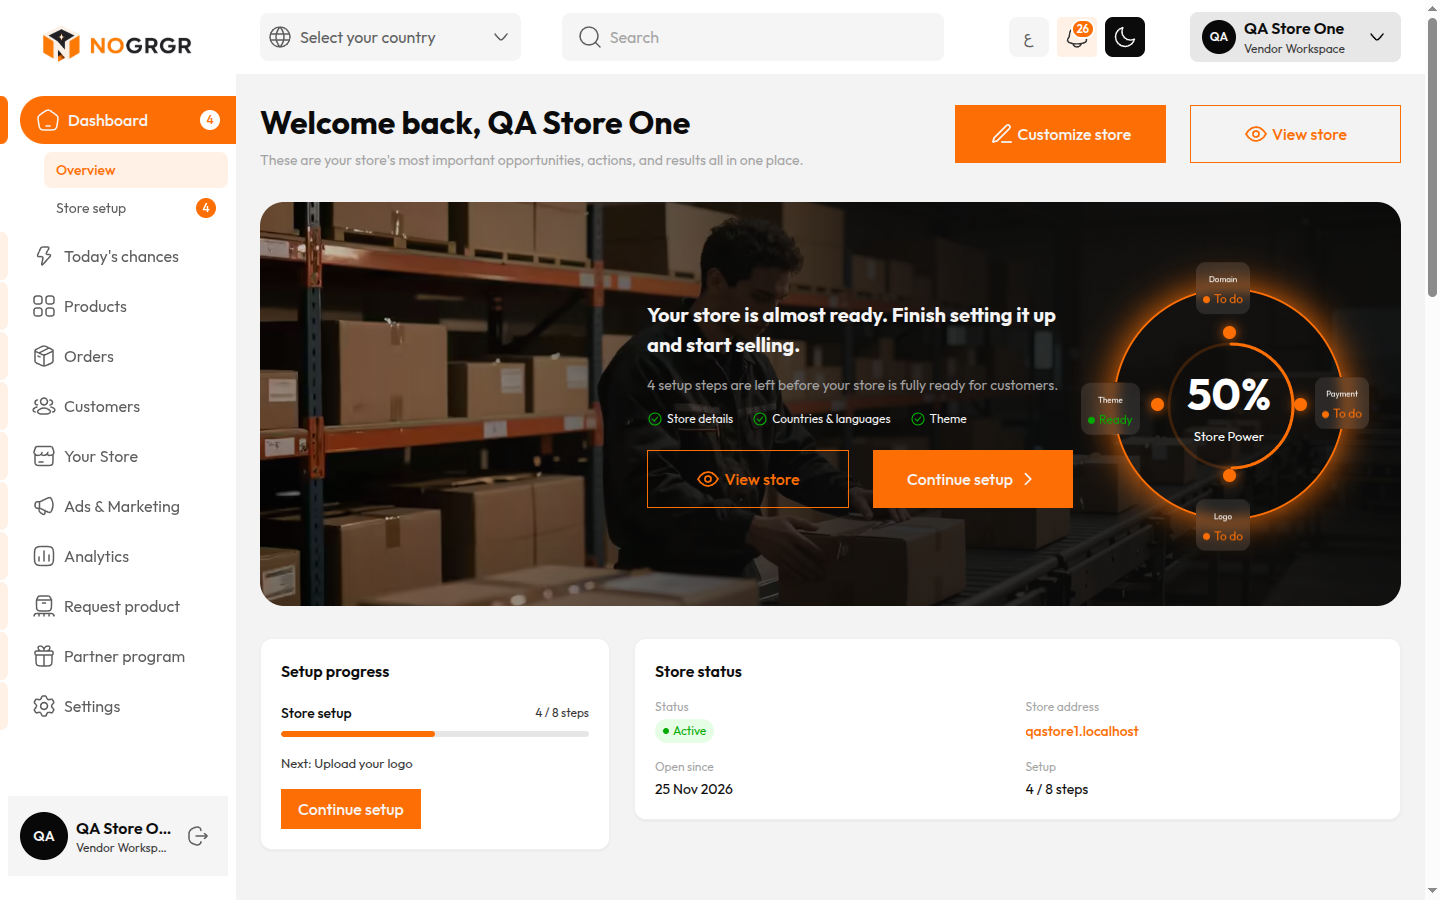 NOGRGR
Select your country
Search
ع
26
QA
QA Store One
Vendor Workspace
Dashboard
4
Overview
Store setup
4
Today's chances
Products
Orders
Customers
Your Store
Ads & Marketing
Analytics
Request product
Partner program
Settings
QA
QA Store O...
Vendor Worksp...
Welcome back, QA Store One
These are your store's most important opportunities, actions, and results all in one place.
Customize store
View store
Your store is almost ready. Finish setting it up
and start selling.
4 setup steps are left before your store is fully ready for customers.
Store details
Countries & languages
Theme
View store
Continue setup
Domain
To do
Theme
Ready
50%
Store Power
Payment
To do
Logo
To do
Setup progress
Store setup
4 / 8 steps
Next: Upload your logo
Continue setup
Store status
Status
Active
Store address
qastore1.localhost
Open since
25 Nov 2026
Setup
4 / 8 steps